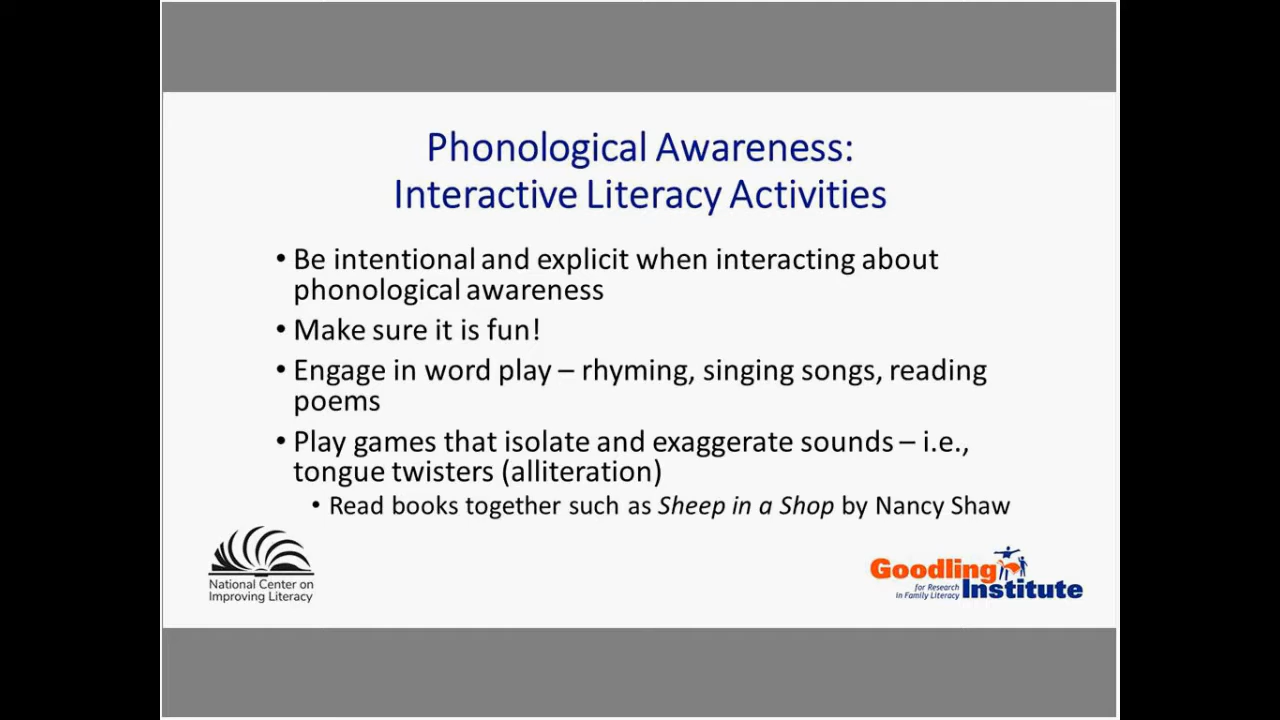 Phonological Awareness:
Interactive Literacy Activities
• Be intentional and explicit when interacting about
phonological awareness
• Make sure it is fun!
• Engage in word play – rhyming, singing songs, reading
poems
• Play games that isolate and exaggerate sounds – i.e.,
tongue twisters (alliteration)
• Read books together such as Sheep in a Shop by Nancy Shaw
National Center on
Improving Literacy
Goodling
for Research
in Family Literacy
Institute